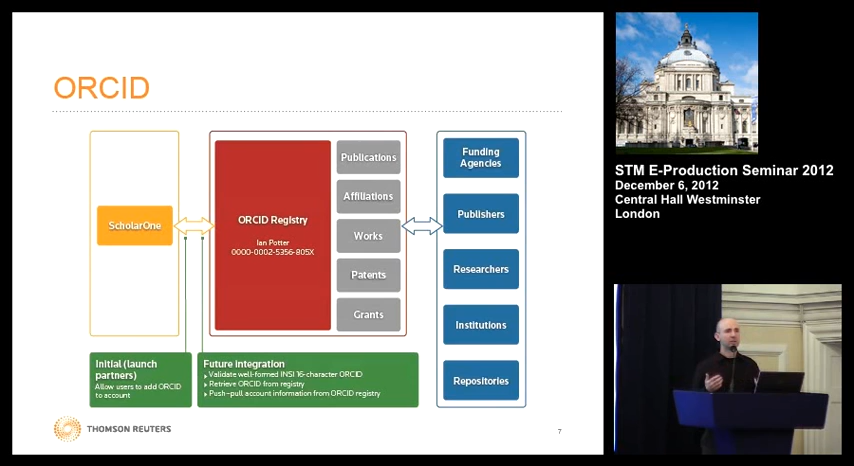 ORCID
ScholarOne
ORCID Registry
Ian Potter
0000-0002-5356-805X
Publications
Affiliations
Works
Patents
Grants
Funding
Agencies
Publishers
Researchers
Institutions
Repositories
Initial (launch
partners)
Allow users to add ORCID
to account
Future integration
Validate well-formed INSI 16-character ORCID
Retrieve ORCID from registry
Push-pull account information from ORCID registry
THOMSON REUTERS
7
STM E-Production Seminar 2012
December 6, 2012
Central Hall Westminster
London